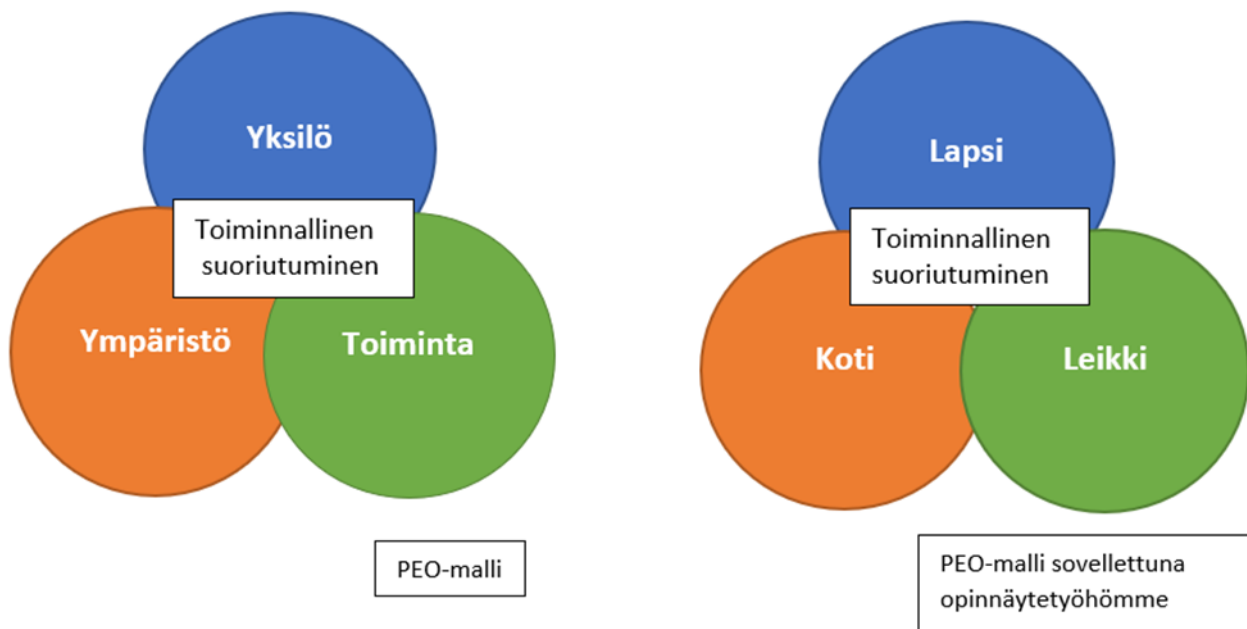 Yksilö
Toiminnallinen
suoriutuminen
Ympäristö
Toiminta
PEO-malli
Lapsi
Toiminnallinen
suoriutuminen
Koti
Leikki
PEO-malli sovellettuna
opinnäytetyöhömme